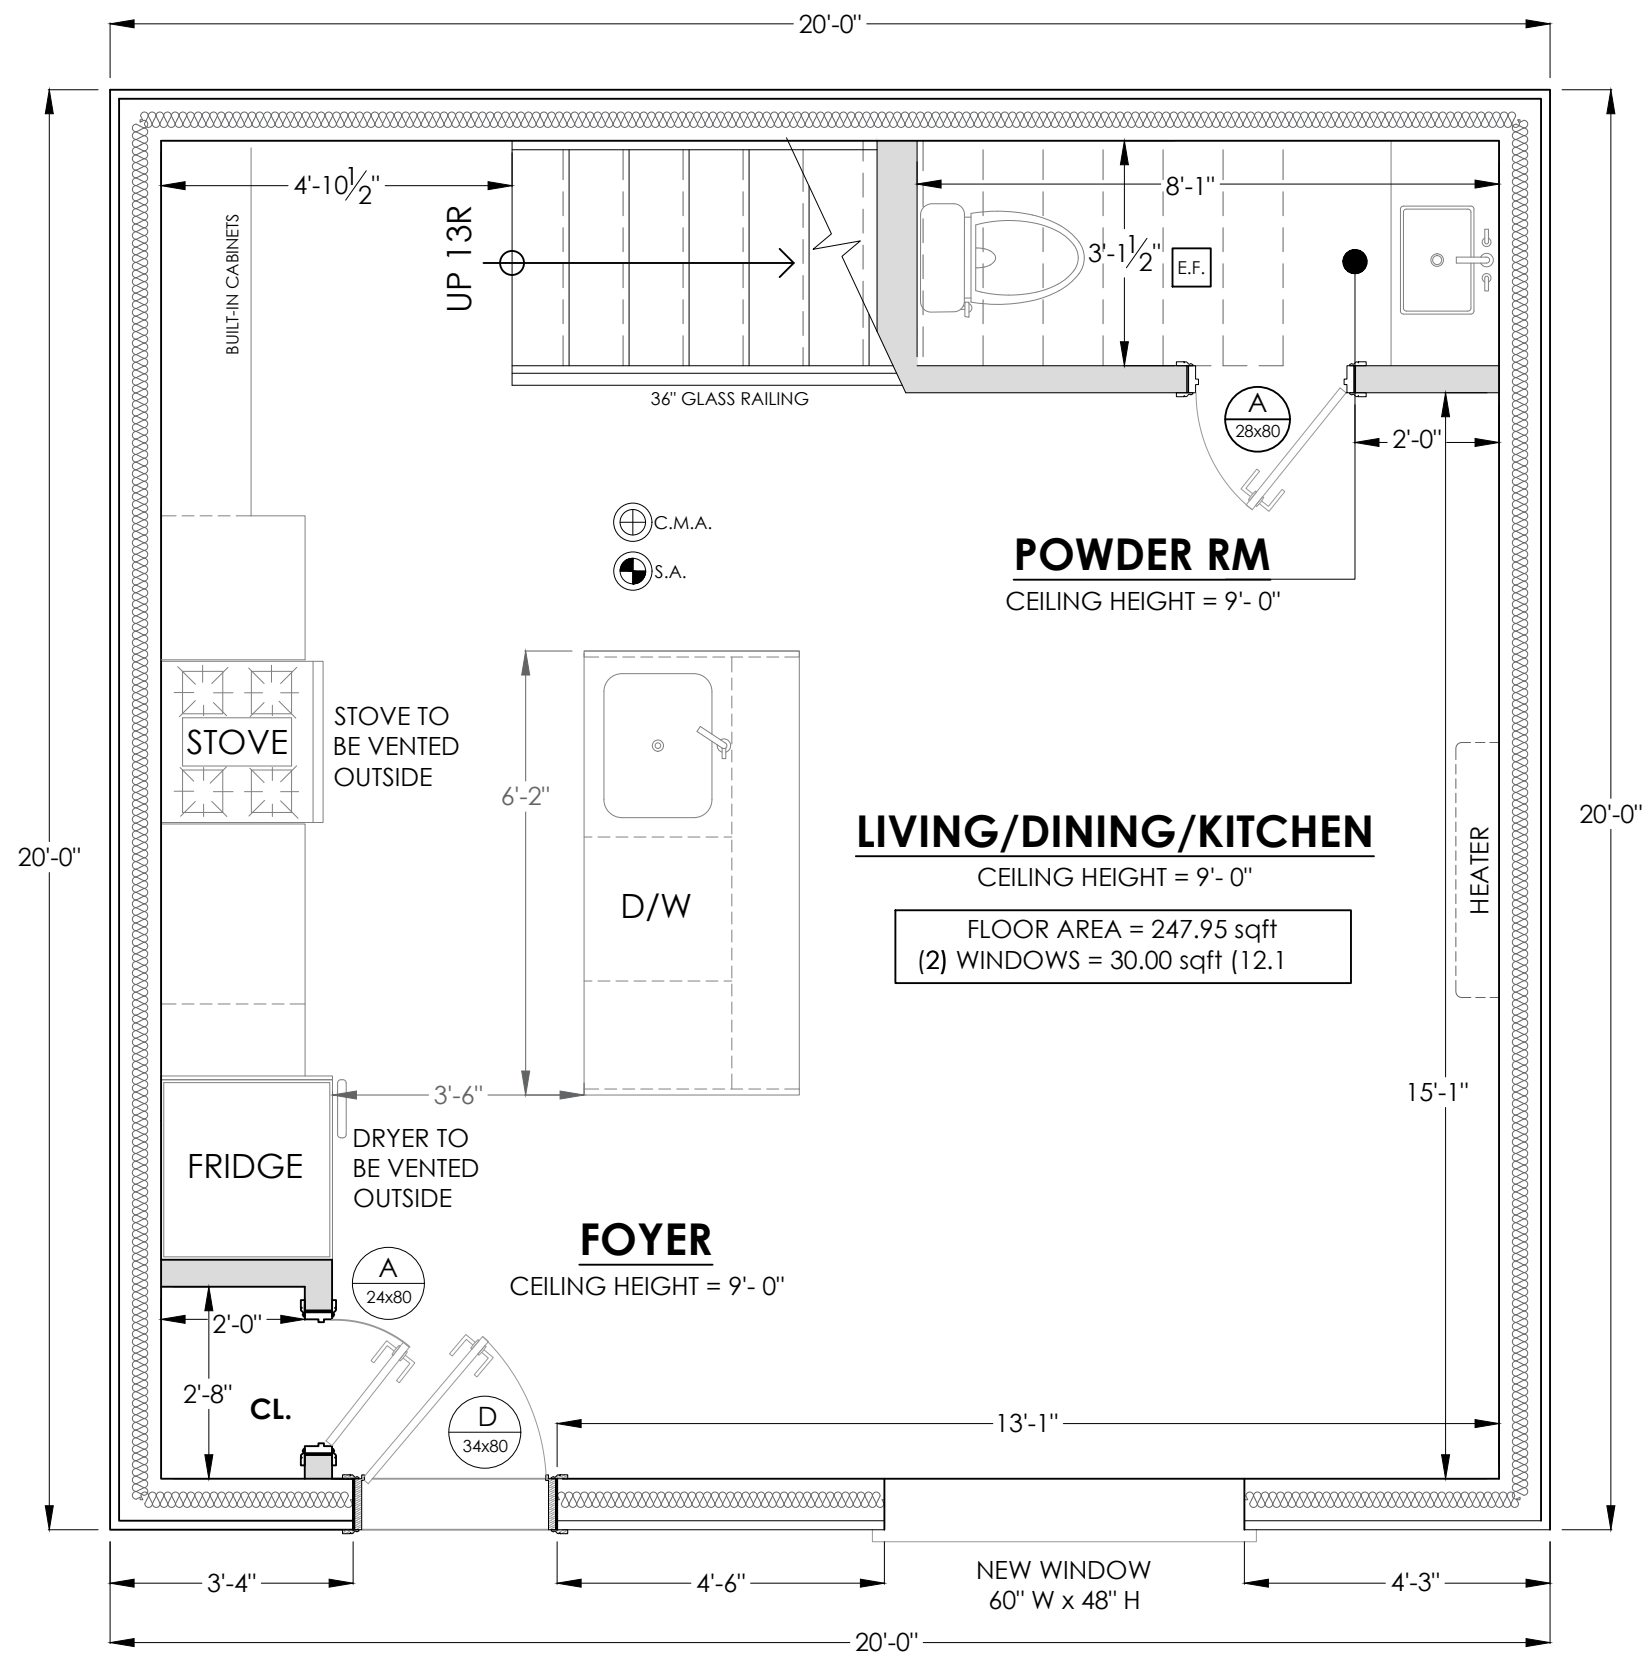 20'-0"
4'-10½"
8'-1"
BUILT-IN CABINETS
UP 13R
3'-1½"
E.F.
36" GLASS RAILING
A
28x80
2'-0"
C.M.A.
S.A.
POWDER RM
CEILING HEIGHT = 9'- 0"
STOVE
STOVE TO
BE VENTED
OUTSIDE
6'-2"
20'-0"
20'-0"
LIVING/DINING/KITCHEN
CEILING HEIGHT = 9'- 0"
FLOOR AREA = 247.95 sqft
(2) WINDOWS = 30.00 sqft (12.1
HEATER
D/W
3'-6"
15'-1"
FRIDGE
DRYER TO
BE VENTED
OUTSIDE
FOYER
CEILING HEIGHT = 9'- 0"
A
24x80
2'-0"
2'-8"
CL.
D
34x80
13'-1"
3'-4"
4'-6"
NEW WINDOW
60" W x 48" H
4'-3"
20'-0"